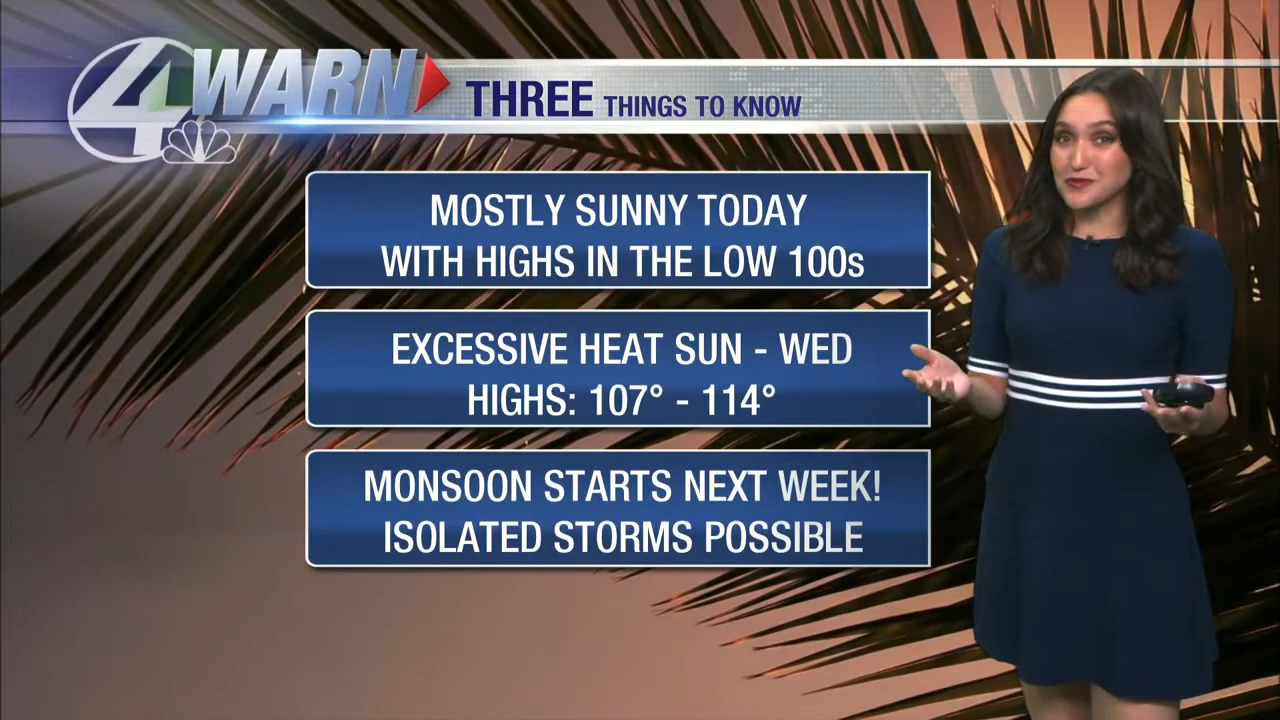 4WARN
THREE THINGS TO KNOW
MOSTLY SUNNY TODAY
WITH HIGHS IN THE LOW 100s
EXCESSIVE HEAT SUN - WED
HIGHS: 107° - 114°
MONSOON STARTS NEXT WEEK!
ISOLATED STORMS POSSIBLE